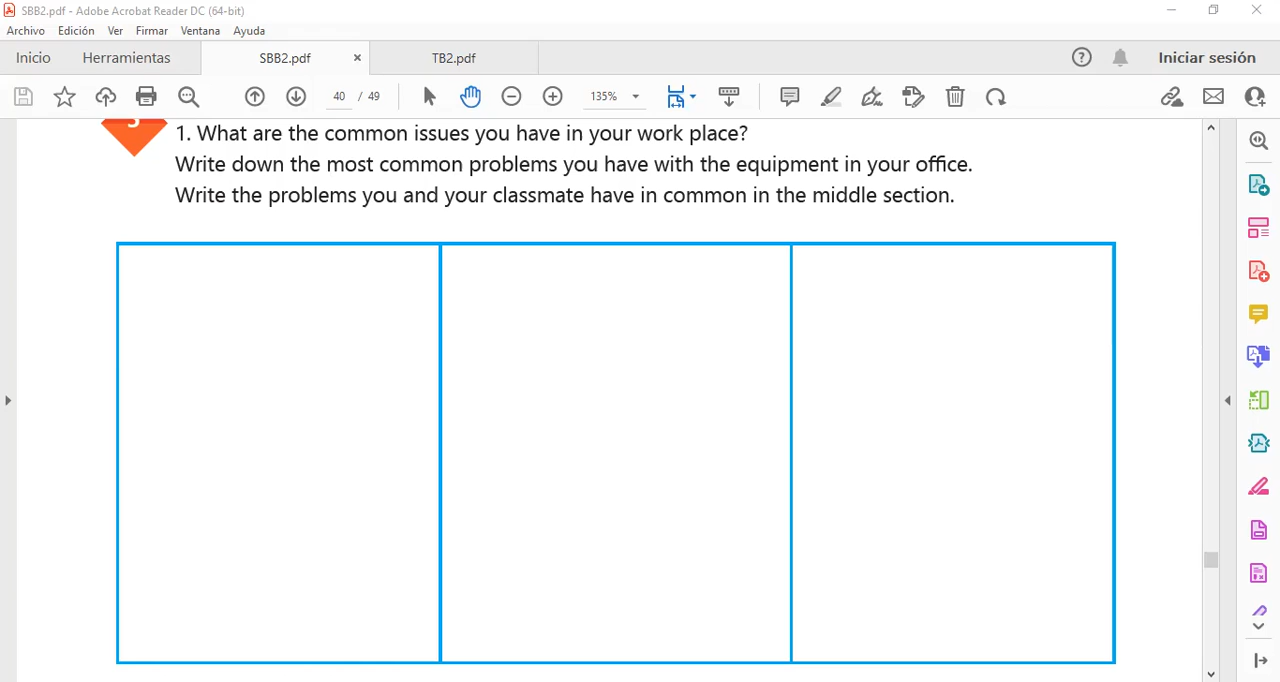 SBB2.pdf - Adobe Acrobat Reader DC (64-bit)
Archivo Edición Ver Firmar Ventana Ayuda
Inicio Herramientas SBB2.pdf × TB2.pdf Iniciar sesión
40 / 49 135%
1. What are the common issues you have in your work place?
Write down the most common problems you have with the equipment in your office.
Write the problems you and your classmate have in common in the middle section.